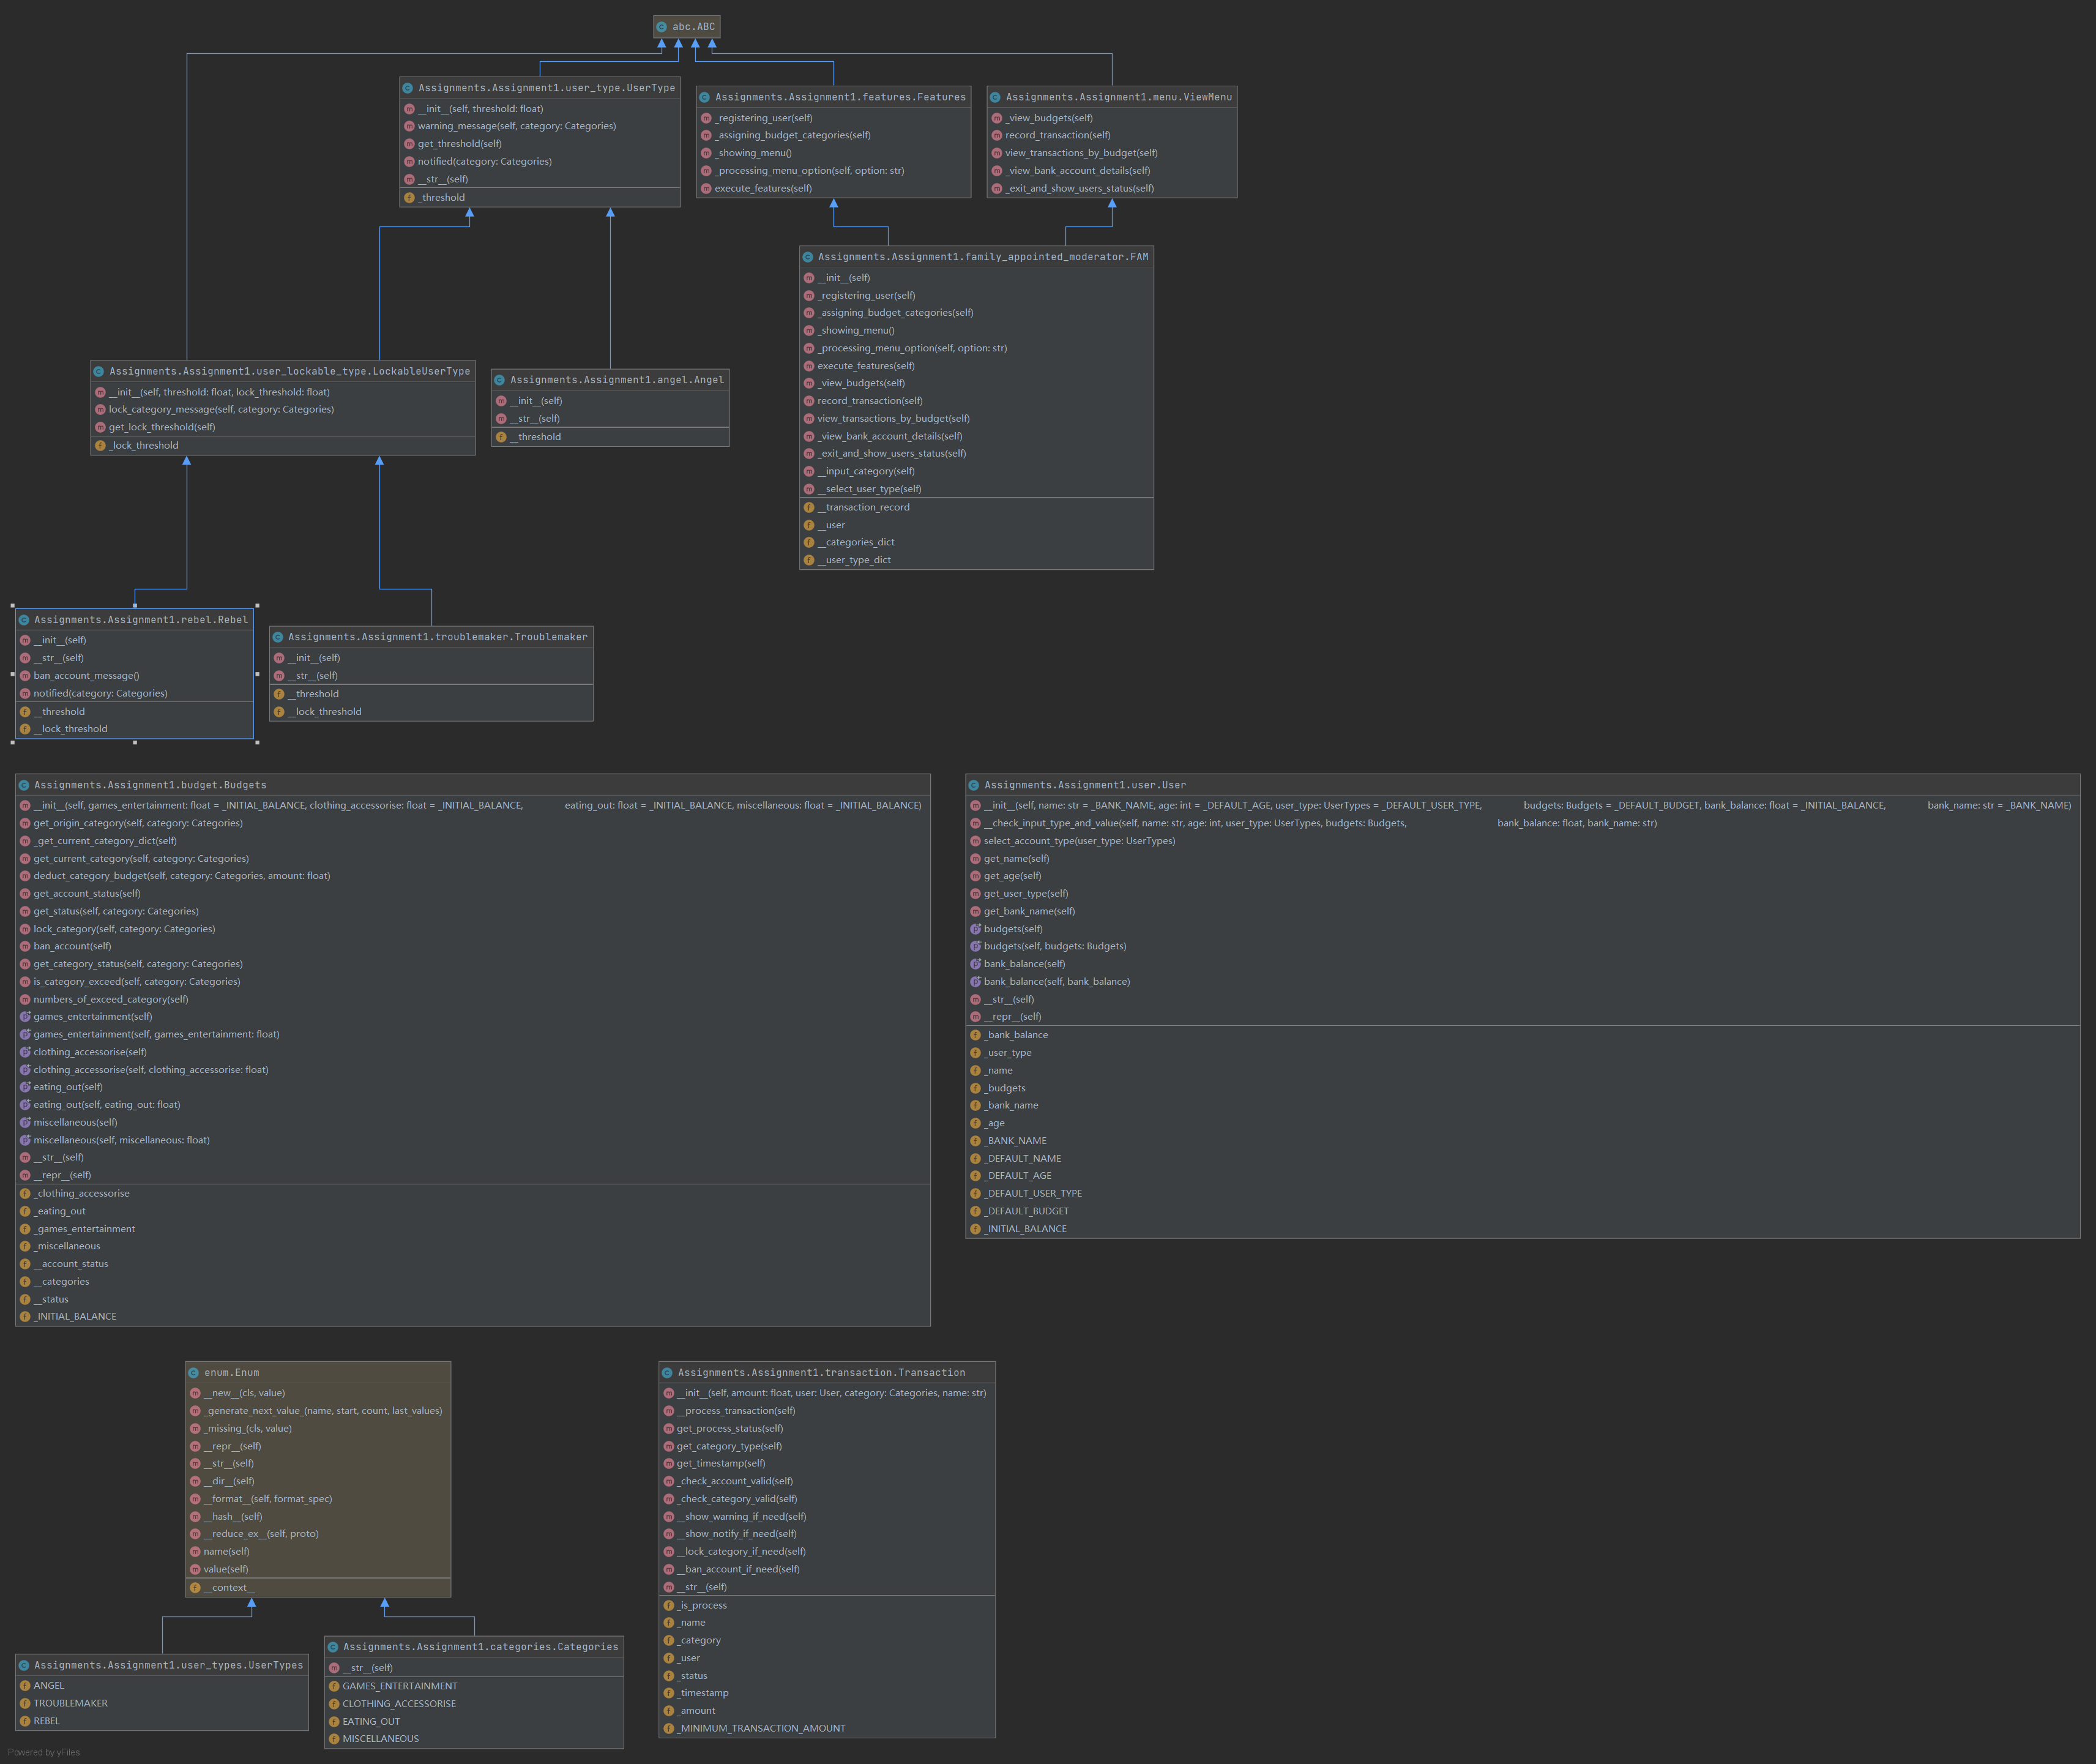 abc.ABC
Assignments.Assignment1.user_type.UserType
__init__(self, threshold: float)
warning_message(self, category: Categories)
get_threshold(self)
notified(category: Categories)
__str__(self)
_threshold
Assignments.Assignment1.features.Features
_registering_user(self)
_assigning_budget_categories(self)
_showing_menu()
_processing_menu_option(self, option: str)
execute_features(self)
Assignments.Assignment1.menu.ViewMenu
_view_budgets(self)
record_transaction(self)
view_transactions_by_budget(self)
_view_bank_account_details(self)
_exit_and_show_users_status(self)
Assignments.Assignment1.family_appointed_moderator.FAM
__init__(self)
_registering_user(self)
_assigning_budget_categories(self)
_showing_menu()
_processing_menu_option(self, option: str)
execute_features(self)
_view_budgets(self)
record_transaction(self)
view_transactions_by_budget(self)
_view_bank_account_details(self)
_exit_and_show_users_status(self)
__input_category(self)
__select_user_type(self)
__transaction_record
__user
__categories_dict
__user_type_dict
Assignments.Assignment1.user_lockable_type.LockableUserType
__init__(self, threshold: float, lock_threshold: float)
lock_category_message(self, category: Categories)
get_lock_threshold(self)
_lock_threshold
Assignments.Assignment1.angel.Angel
__init__(self)
__str__(self)
__threshold
Assignments.Assignment1.rebel.Rebel
__init__(self)
__str__(self)
ban_account_message()
notified(category: Categories)
__threshold
__lock_threshold
Assignments.Assignment1.troublemaker.Troublemaker
__init__(self)
__str__(self)
__threshold
__lock_threshold
Assignments.Assignment1.budget.Budgets
__init__(self, games_entertainment: float = _INITIAL_BALANCE, clothing_accessorise: float = _INITIAL_BALANCE, eating_out: float = _INITIAL_BALANCE, miscellaneous: float = _INITIAL_BALANCE)
get_origin_category(self, category: Categories)
_get_current_category_dict(self)
get_current_category(self, category: Categories)
deduct_category_budget(self, category: Categories, amount: float)
get_account_status(self)
get_status(self, category: Categories)
lock_category(self, category: Categories)
ban_account(self)
get_category_status(self, category: Categories)
is_category_exceed(self, category: Categories)
numbers_of_exceed_category(self)
games_entertainment(self)
games_entertainment(self, games_entertainment: float)
clothing_accessorise(self)
clothing_accessorise(self, clothing_accessorise: float)
eating_out(self)
eating_out(self, eating_out: float)
miscellaneous(self)
miscellaneous(self, miscellaneous: float)
__str__(self)
__repr__(self)
_clothing_accessorise
_eating_out
_games_entertainment
_miscellaneous
__account_status
__categories
__status
_INITIAL_BALANCE
Assignments.Assignment1.user.User
__init__(self, name: str = _BANK_NAME, age: int = _DEFAULT_AGE, user_type: UserTypes = _DEFAULT_USER_TYPE, budgets: Budgets = _DEFAULT_BUDGET, bank_balance: float = _INITIAL_BALANCE, bank_name: str = _BANK_NAME)
__check_input_type_and_value(self, name: str, age: int, user_type: UserTypes, budgets: Budgets, bank_balance: float, bank_name: str)
select_account_type(user_type: UserTypes)
get_name(self)
get_age(self)
get_user_type(self)
get_bank_name(self)
budgets(self)
budgets(self, budgets: Budgets)
bank_balance(self)
bank_balance(self, bank_balance)
__str__(self)
__repr__(self)
_bank_balance
_user_type
_name
_budgets
_bank_name
_age
_BANK_NAME
_DEFAULT_NAME
_DEFAULT_AGE
_DEFAULT_USER_TYPE
_DEFAULT_BUDGET
_INITIAL_BALANCE
enum.Enum
__new__(cls, value)
_generate_next_value_(name, start, count, last_values)
_missing_(cls, value)
__repr__(self)
__str__(self)
__dir__(self)
__format__(self, format_spec)
__hash__(self)
__reduce_ex__(self, proto)
name(self)
value(self)
__context__
Assignments.Assignment1.transaction.Transaction
__init__(self, amount: float, user: User, category: Categories, name: str)
__process_transaction(self)
get_process_status(self)
get_category_type(self)
get_timestamp(self)
_check_account_valid(self)
_check_category_valid(self)
__show_warning_if_need(self)
__show_notify_if_need(self)
__lock_category_if_need(self)
__ban_account_if_need(self)
__str__(self)
_is_process
_name
_category
_user
_status
_timestamp
_amount
_MINIMUM_TRANSACTION_AMOUNT
Assignments.Assignment1.user_types.UserTypes
ANGEL
TROUBLEMAKER
REBEL
Assignments.Assignment1.categories.Categories
__str__(self)
GAMES_ENTERTAINMENT
CLOTHING_ACCESSORISE
EATING_OUT
MISCELLANEOUS
Powered by yFiles